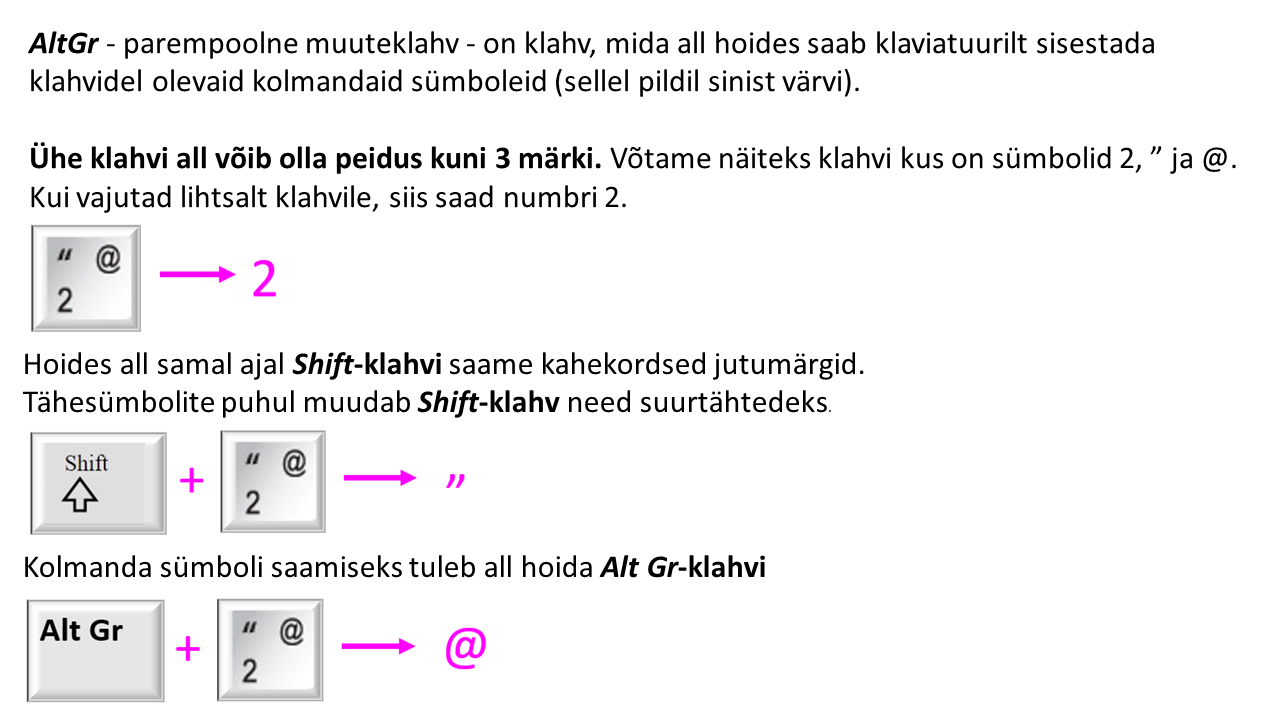 AltGr - parempoolne muuteklahv - on klahv, mida all hoides saab klaviatuurilt sisestada
klahvidel olevaid kolmandaid sümboleid (sellel pildil sinist värvi).
Ühe klahvi all võib olla peidus kuni 3 märki. Võtame näiteks klahvi kus on sümbolid 2, ” ja @.
Kui vajutad lihtsalt klahvile, siis saad numbri 2.
“ @
2
2
Hoides all samal ajal Shift-klahvi saame kahekordsed jutumärgid.
Tähesümbolite puhul muudab Shift-klahv need suurtähtedeks.
Shift
+
“ @
2
”
Kolmanda sümboli saamiseks tuleb all hoida Alt Gr-klahvi
Alt Gr
+
“ @
2
@